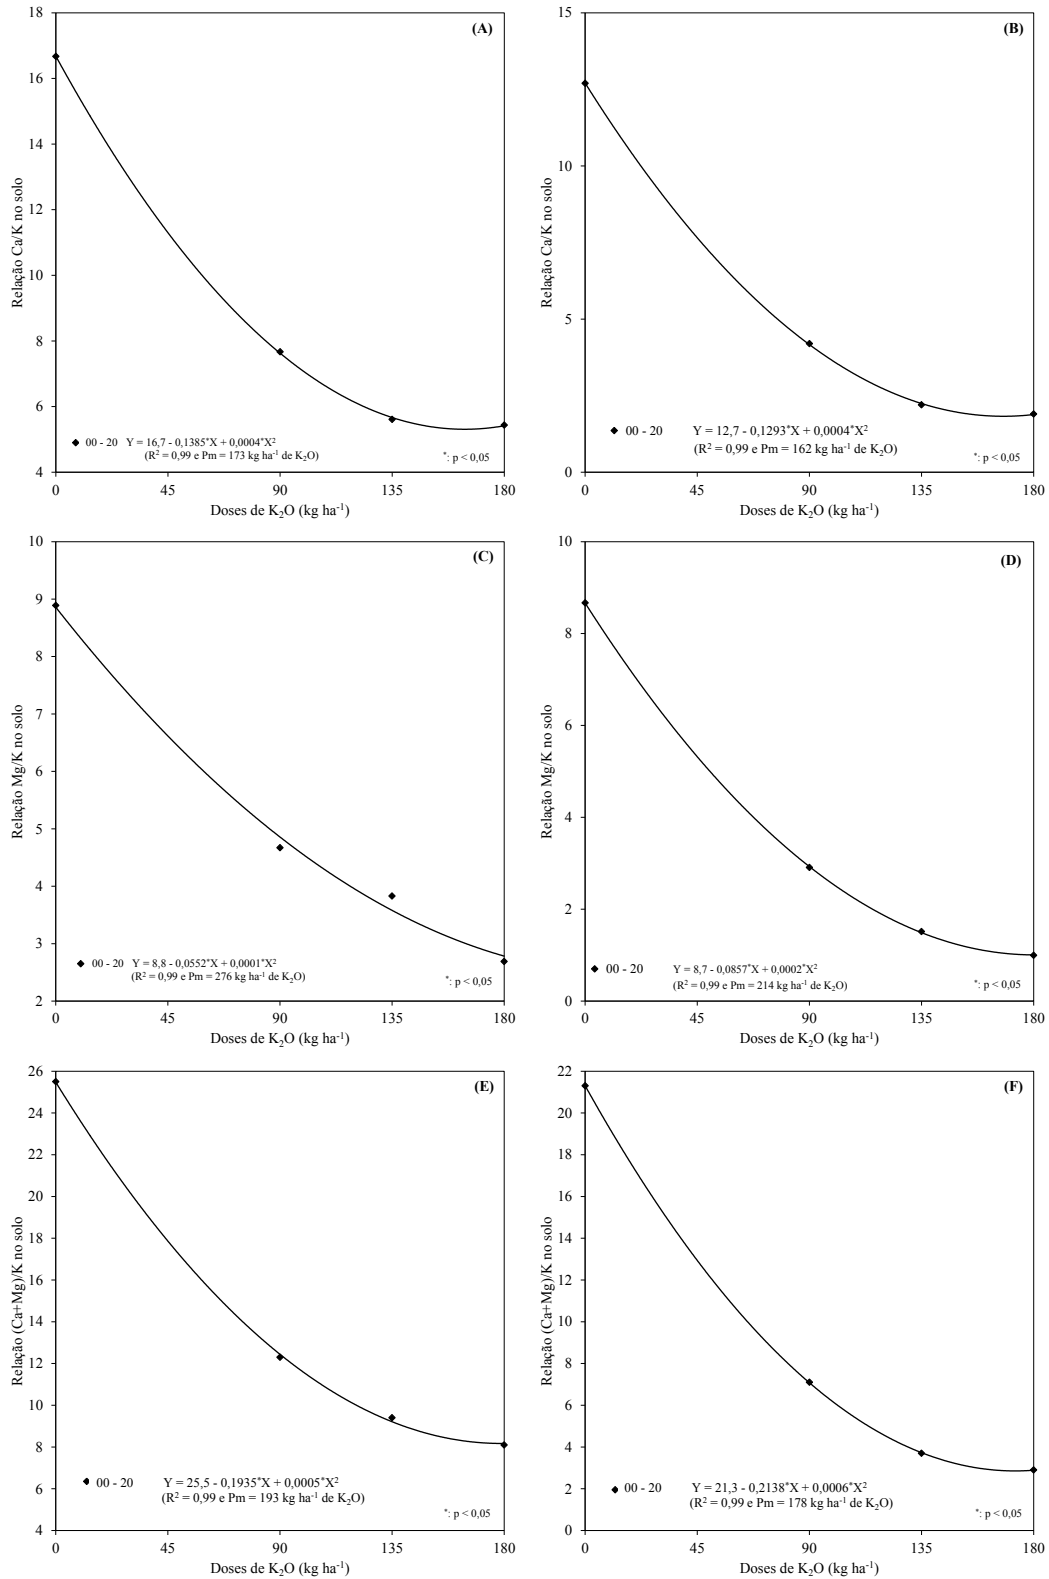 (A)
Relação Ca/K no solo
18
16
14
12
10
8
6
4
◆ 00 - 20 Y = 16,7 - 0,1385*X + 0,0004*X²
(R² = 0,99 e Pm = 173 kg ha⁻¹ de K₂O)
*: p < 0,05
0 45 90 135 180
Doses de K₂O (kg ha⁻¹)
(B)
Relação Ca/K no solo
15
10
5
0
◆ 00 - 20 Y = 12,7 - 0,1293*X + 0,0004*X²
(R² = 0,99 e Pm = 162 kg ha⁻¹ de K₂O)
*: p < 0,05
0 45 90 135 180
Doses de K₂O (kg ha⁻¹)
(C)
Relação Mg/K no solo
10
9
8
7
6
5
4
3
2
◆ 00 - 20 Y = 8,8 - 0,0552*X + 0,0001*X²
(R² = 0,99 e Pm = 276 kg ha⁻¹ de K₂O)
*: p < 0,05
0 45 90 135 180
Doses de K₂O (kg ha⁻¹)
(D)
Relação Mg/K no solo
10
8
6
4
2
0
◆ 00 - 20 Y = 8,7 - 0,0857*X + 0,0002*X²
(R² = 0,99 e Pm = 214 kg ha⁻¹ de K₂O)
*: p < 0,05
0 45 90 135 180
Doses de K₂O (kg ha⁻¹)
(E)
Relação (Ca+Mg)/K no solo
26
24
22
20
18
16
14
12
10
8
6
4
◆ 00 - 20 Y = 25,5 - 0,1935*X + 0,0005*X²
(R² = 0,99 e Pm = 193 kg ha⁻¹ de K₂O)
*: p < 0,05
0 45 90 135 180
Doses de K₂O (kg ha⁻¹)
(F)
Relação (Ca+Mg)/K no solo
22
20
18
16
14
12
10
8
6
4
2
0
◆ 00 - 20 Y = 21,3 - 0,2138*X + 0,0006*X²
(R² = 0,99 e Pm = 178 kg ha⁻¹ de K₂O)
*: p < 0,05
0 45 90 135 180
Doses de K₂O (kg ha⁻¹)